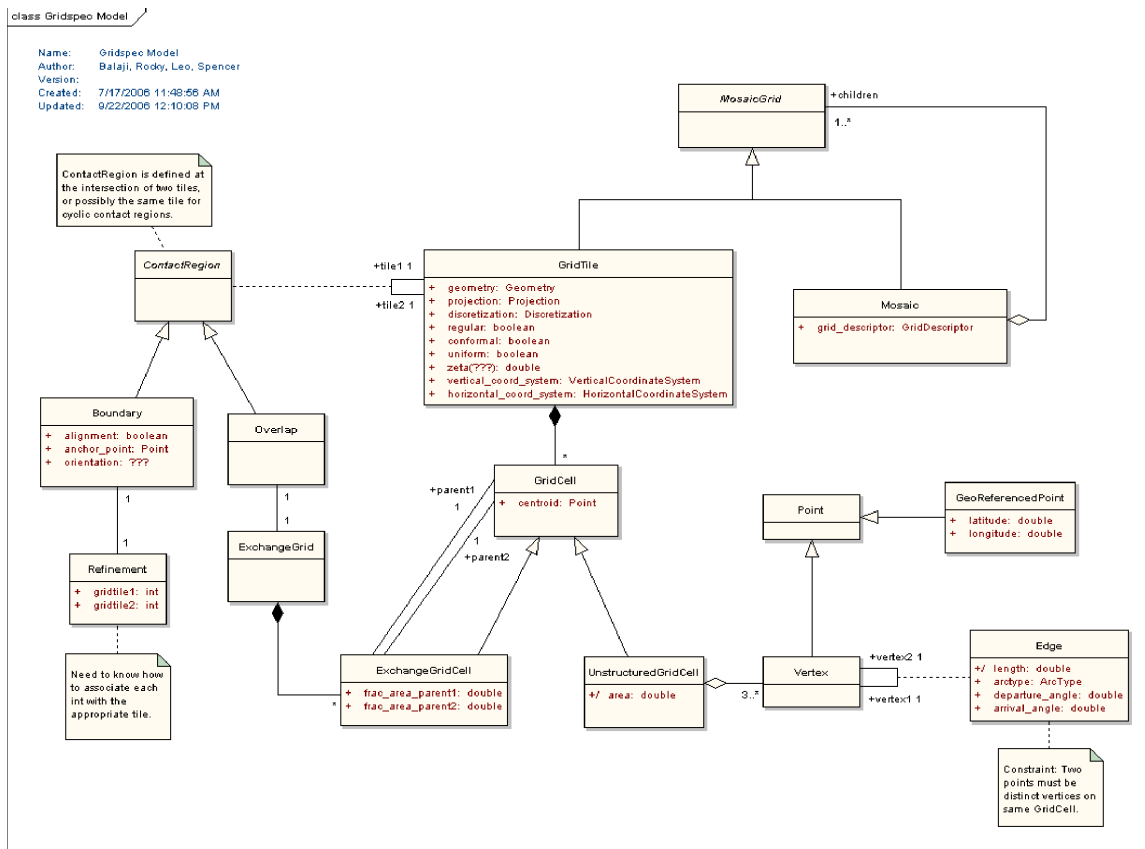 class Gridspec Model
Name: Gridspec Model
Author: Balaji, Rocky, Leo, Spencer
Version:
Created: 7/17/2006 11:48:56 AM
Updated: 9/22/2006 12:10:08 PM
MosaicGrid
+children
1..*
ContactRegion is defined at
the intersection of two tiles,
or possibly the same tile for
cyclic contact regions.
ContactRegion
+tile1 1
+tile2 1
GridTile
+ geometry: Geometry
+ projection: Projection
+ discretization: Discretization
+ regular: boolean
+ conformal: boolean
+ uniform: boolean
+ zeta(???): double
+ vertical_coord_system: VerticalCoordinateSystem
+ horizontal_coord_system: HorizontalCoordinateSystem
Mosaic
+ grid_descriptor: GridDescriptor
Boundary
+ alignment: boolean
+ anchor_point: Point
+ orientation: ???
Overlap
*
GridCell
+ centroid: Point
+parent1
1
1
+parent2
Point
GeoReferencedPoint
+ latitude: double
+ longitude: double
1
1
1
1
ExchangeGrid
Refinement
+ gridtile1: int
+ gridtile2: int
Need to know how
to associate each
int with the
appropriate tile.
*
ExchangeGridCell
+ frac_area_parent1: double
+ frac_area_parent2: double
UnstructuredGridCell
+/ area: double
3..*
Vertex
+vertex2 1
+vertex1 1
Edge
+/ length: double
+ arctype: ArcType
+ departure_angle: double
+ arrival_angle: double
Constraint: Two
points must be
distinct vertices on
same GridCell.